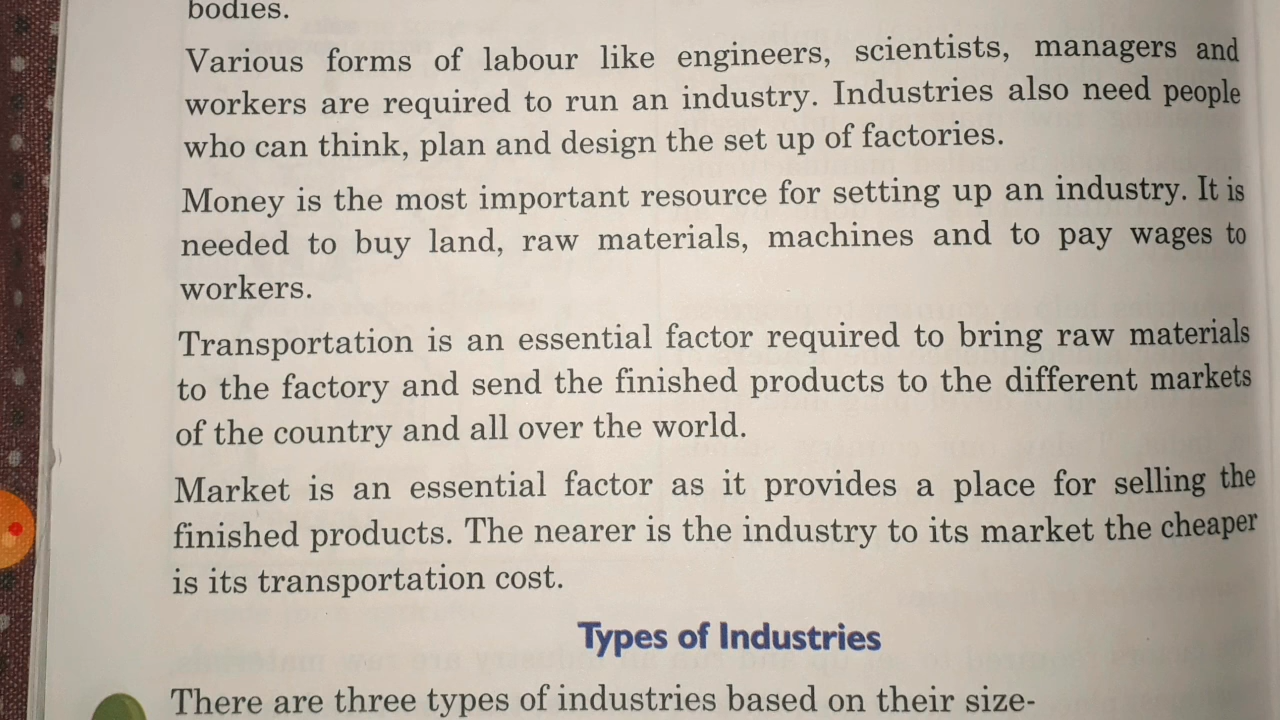 bodies.
Various forms of labour like engineers, scientists, managers and
workers are required to run an industry. Industries also need people
who can think, plan and design the set up of factories.
Money is the most important resource for setting up an industry. It is
needed to buy land, raw materials, machines and to pay wages to
workers.
Transportation is an essential factor required to bring raw materials
to the factory and send the finished products to the different markets
of the country and all over the world.
Market is an essential factor as it provides a place for selling the
finished products. The nearer is the industry to its market the cheaper
is its transportation cost.
Types of Industries
There are three types of industries based on their size-